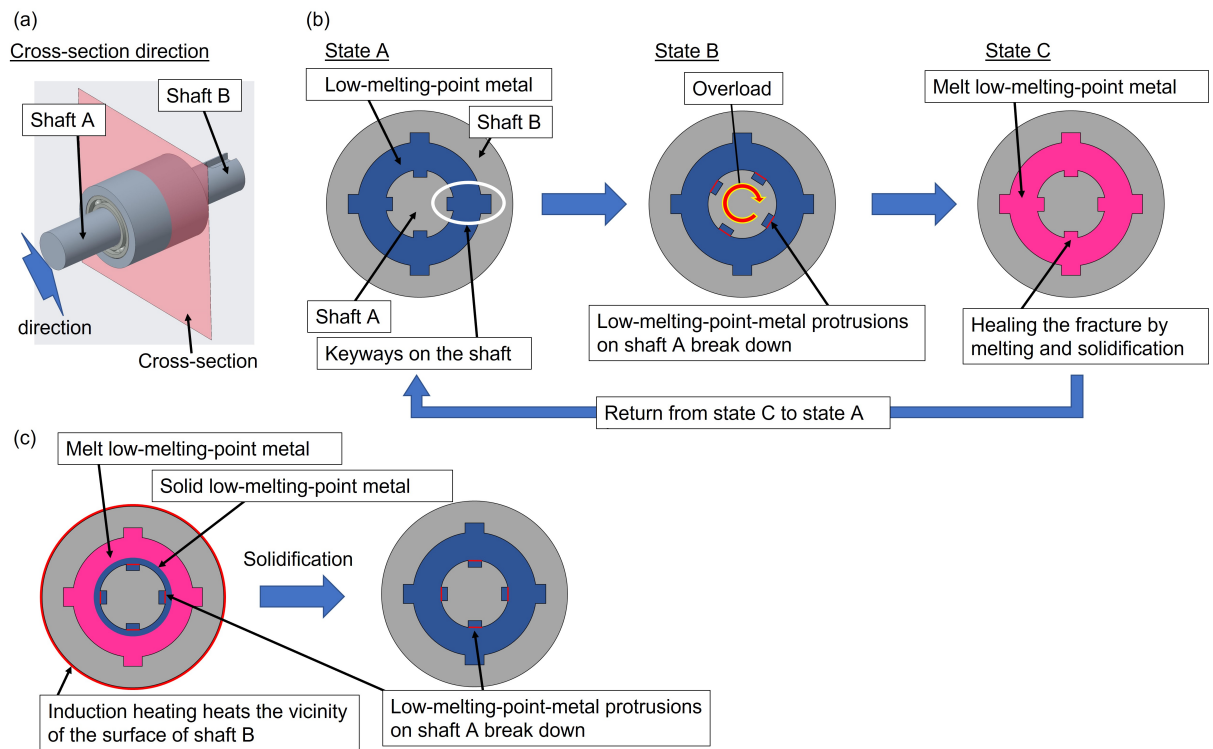 (a)
Cross-section direction
Shaft B
Shaft A
direction
Cross-section
(b)
State A
Low-melting-point metal
Shaft B
Shaft A
Keyways on the shaft
State B
Overload
Low-melting-point-metal protrusions
on shaft A break down
State C
Melt low-melting-point metal
Healing the fracture by
melting and solidification
Return from state C to state A
(c)
Melt low-melting-point metal
Solid low-melting-point metal
Solidification
Induction heating heats the vicinity
of the surface of shaft B
Low-melting-point-metal protrusions
on shaft A break down